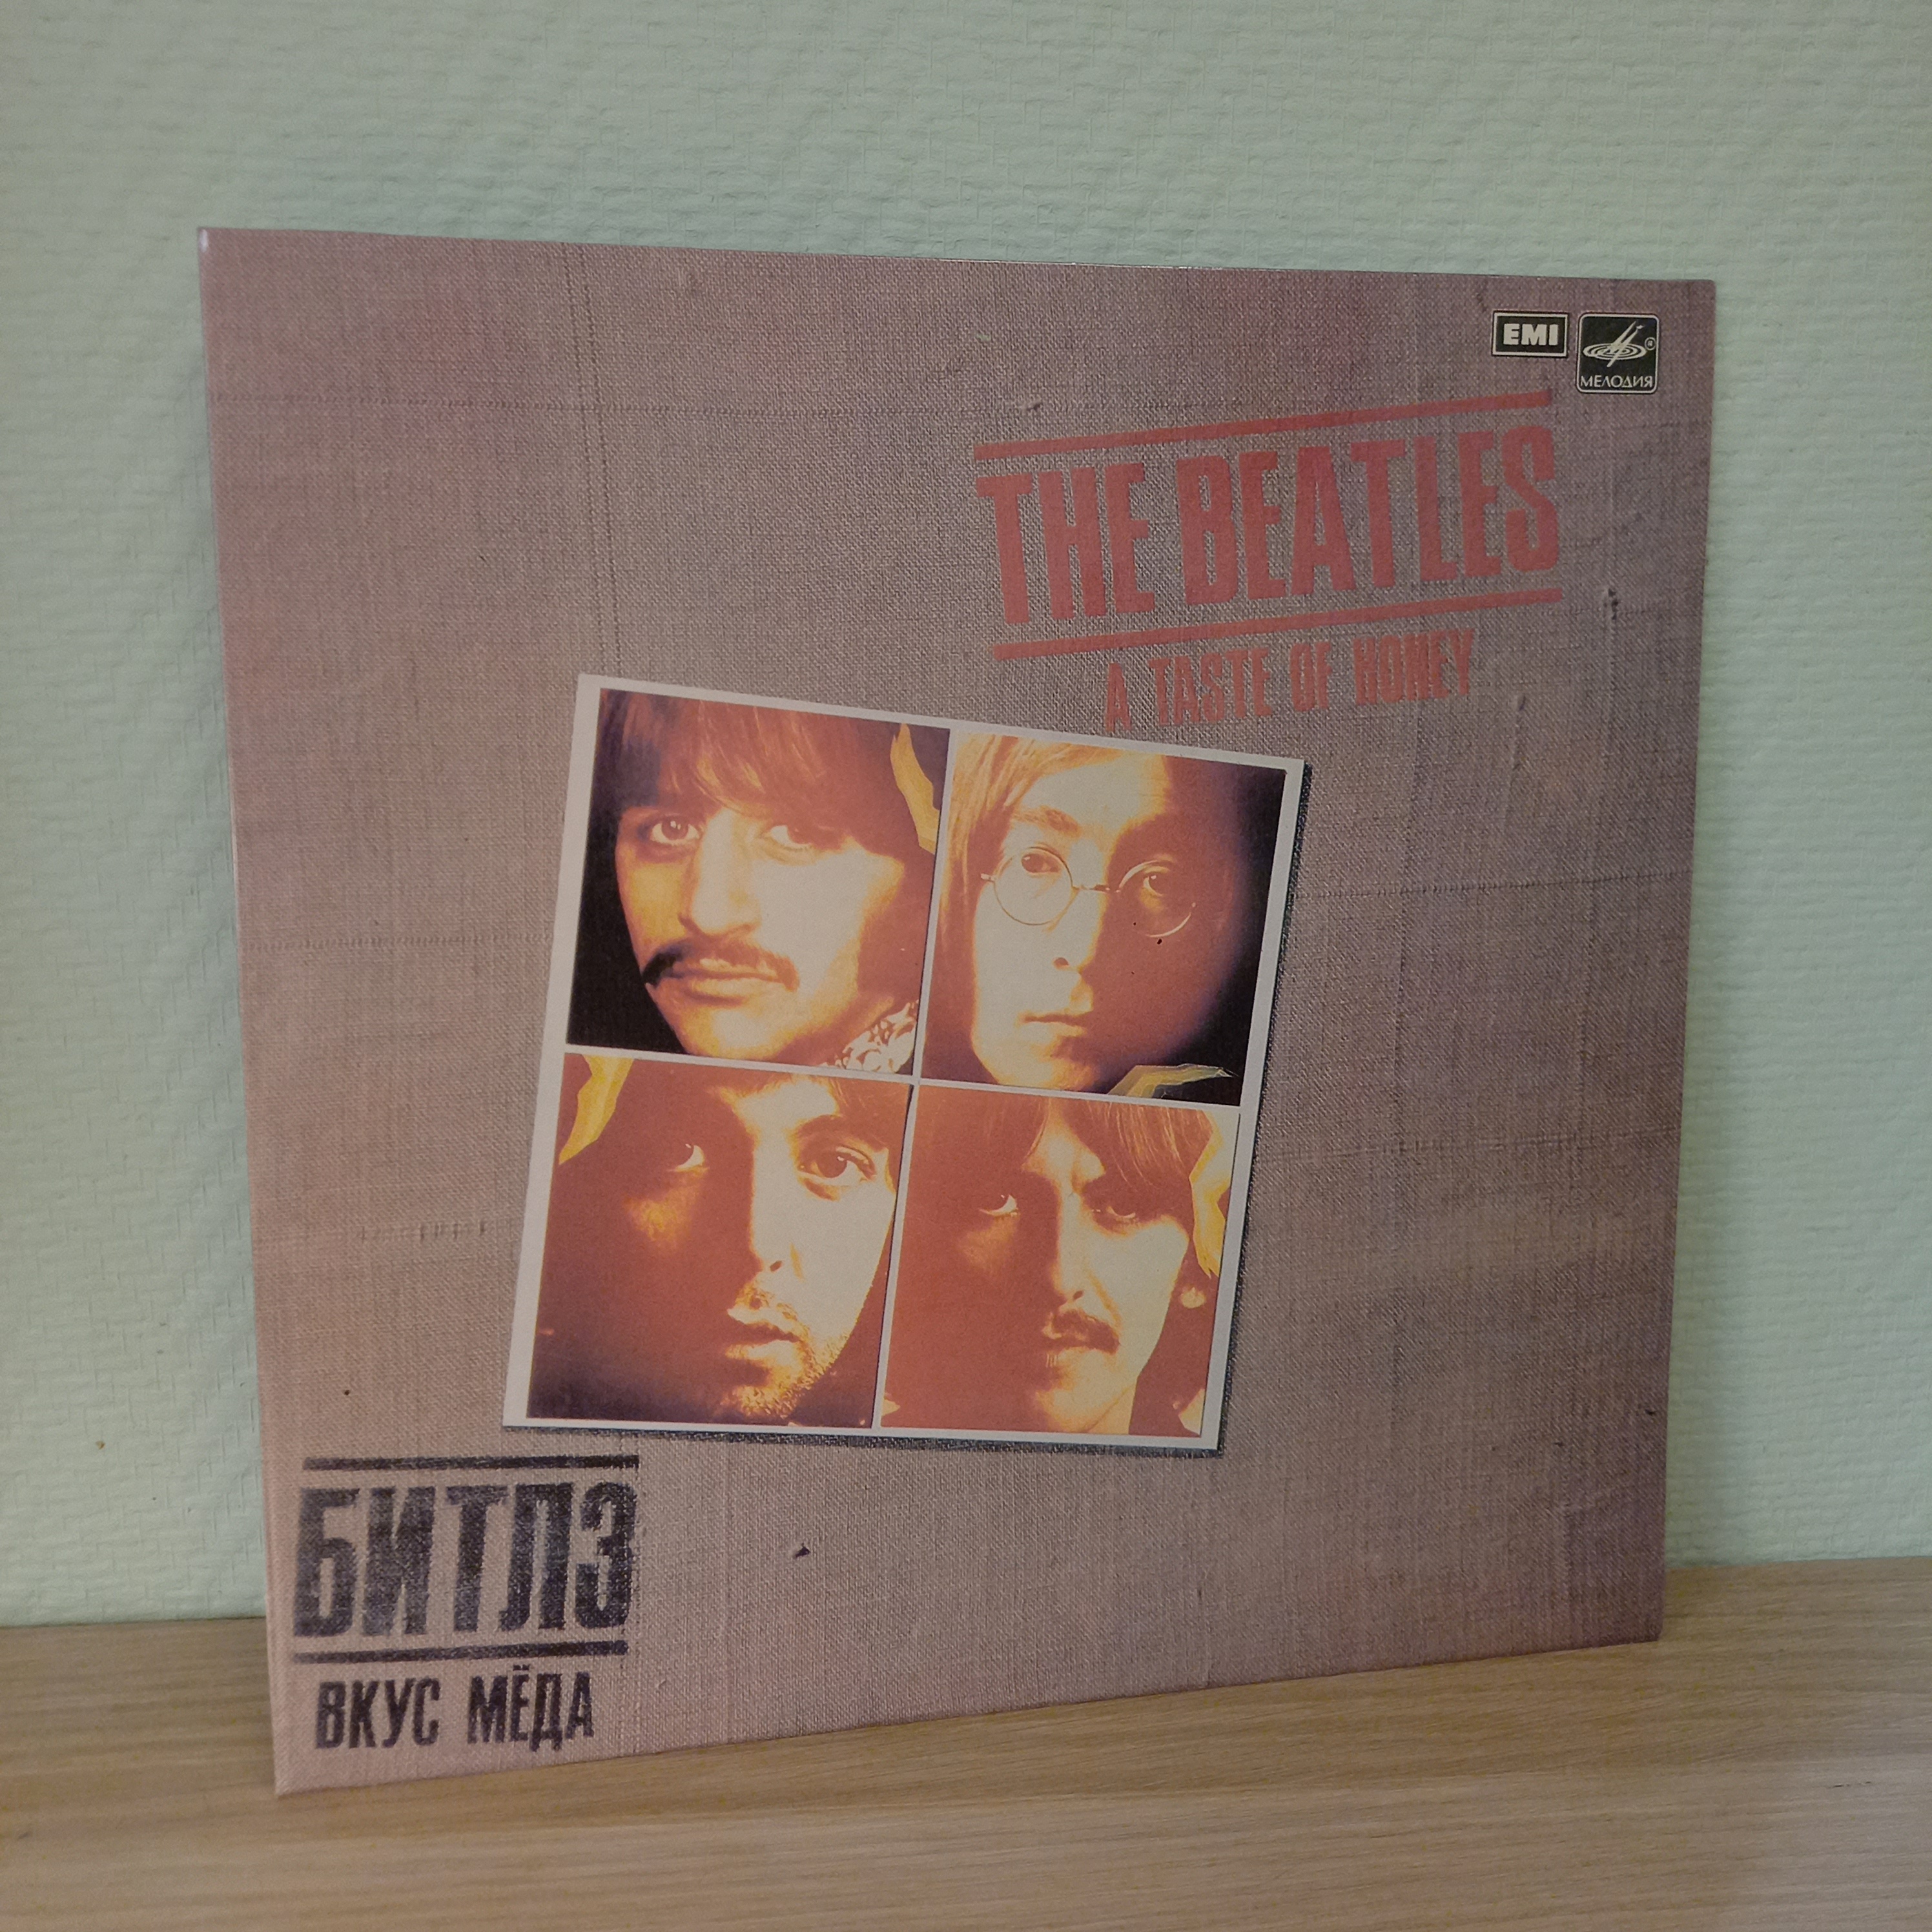 EMI
МЕЛОДИЯ
THE BEATLES
A TASTE OF HONEY
БИТЛЗ
ВКУС МЁДА